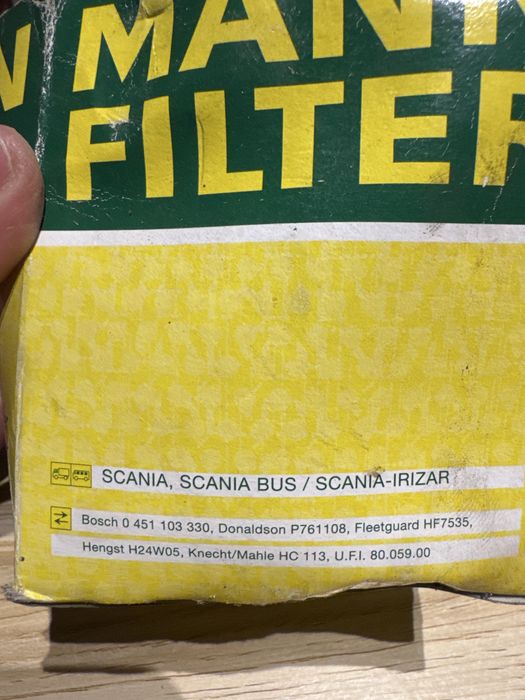 MANN
FILTER
SCANIA, SCANIA BUS / SCANIA-IRIZAR
Bosch 0 451 103 330, Donaldson P761108, Fleetguard HF7535,
Hengst H24W05, Knecht/Mahle HC 113, U.F.I. 80.059.00